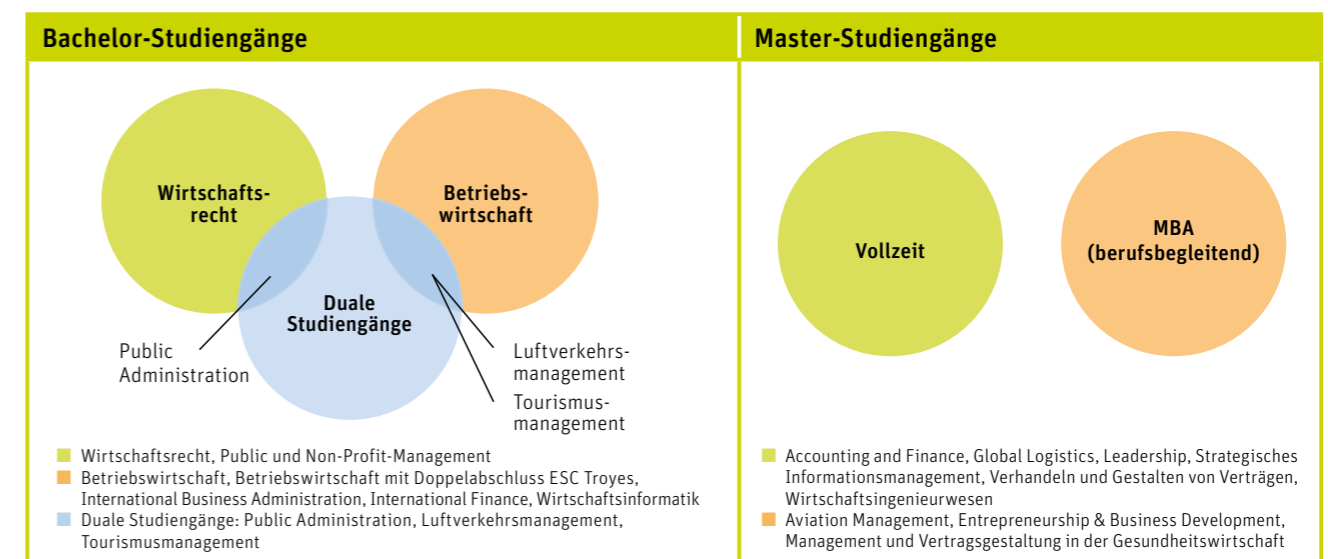 Bachelor-Studiengänge
Wirtschafts-
recht
Betriebs-
wirtschaft
Duale
Studiengänge
Public
Administration
Luftverkehrs-
management
Tourismus-
management
Wirtschaftsrecht, Public und Non-Profit-Management
Betriebswirtschaft, Betriebswirtschaft mit Doppelabschluss ESC Troyes,
International Business Administration, International Finance, Wirtschaftsinformatik
Duale Studiengänge: Public Administration, Luftverkehrsmanagement,
Tourismusmanagement
Master-Studiengänge
Vollzeit
MBA
(berufsbegleitend)
Accounting and Finance, Global Logistics, Leadership, Strategisches
Informationsmanagement, Verhandeln und Gestalten von Verträgen,
Wirtschaftsingenieurwesen
Aviation Management, Entrepreneurship & Business Development,
Management und Vertragsgestaltung in der Gesundheitswirtschaft